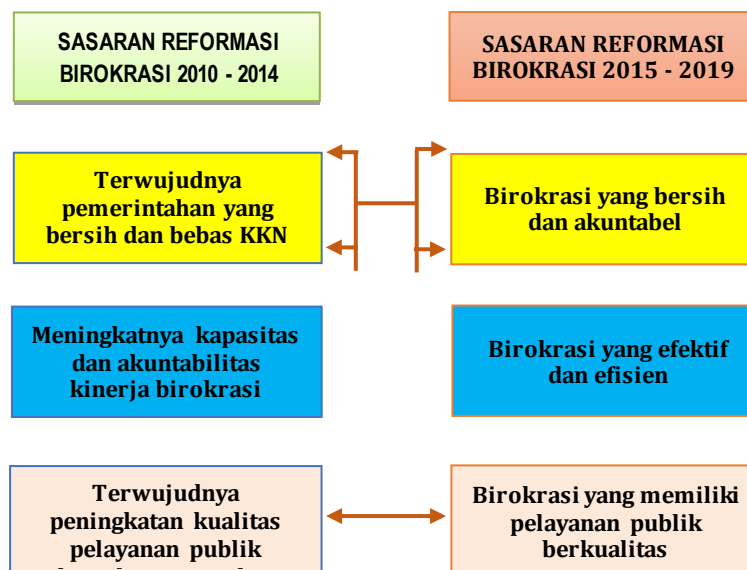 SASARAN REFORMASI
BIROKRASI 2010 - 2014
SASARAN REFORMASI
BIROKRASI 2015 - 2019
Terwujudnya
pemerintahan yang
bersih dan bebas KKN
Birokrasi yang bersih
dan akuntabel
Meningkatnya kapasitas
dan akuntabilitas
kinerja birokrasi
Birokrasi yang efektif
dan efisien
Terwujudnya
peningkatan kualitas
pelayanan publik
Birokrasi yang memiliki
pelayanan publik
berkualitas